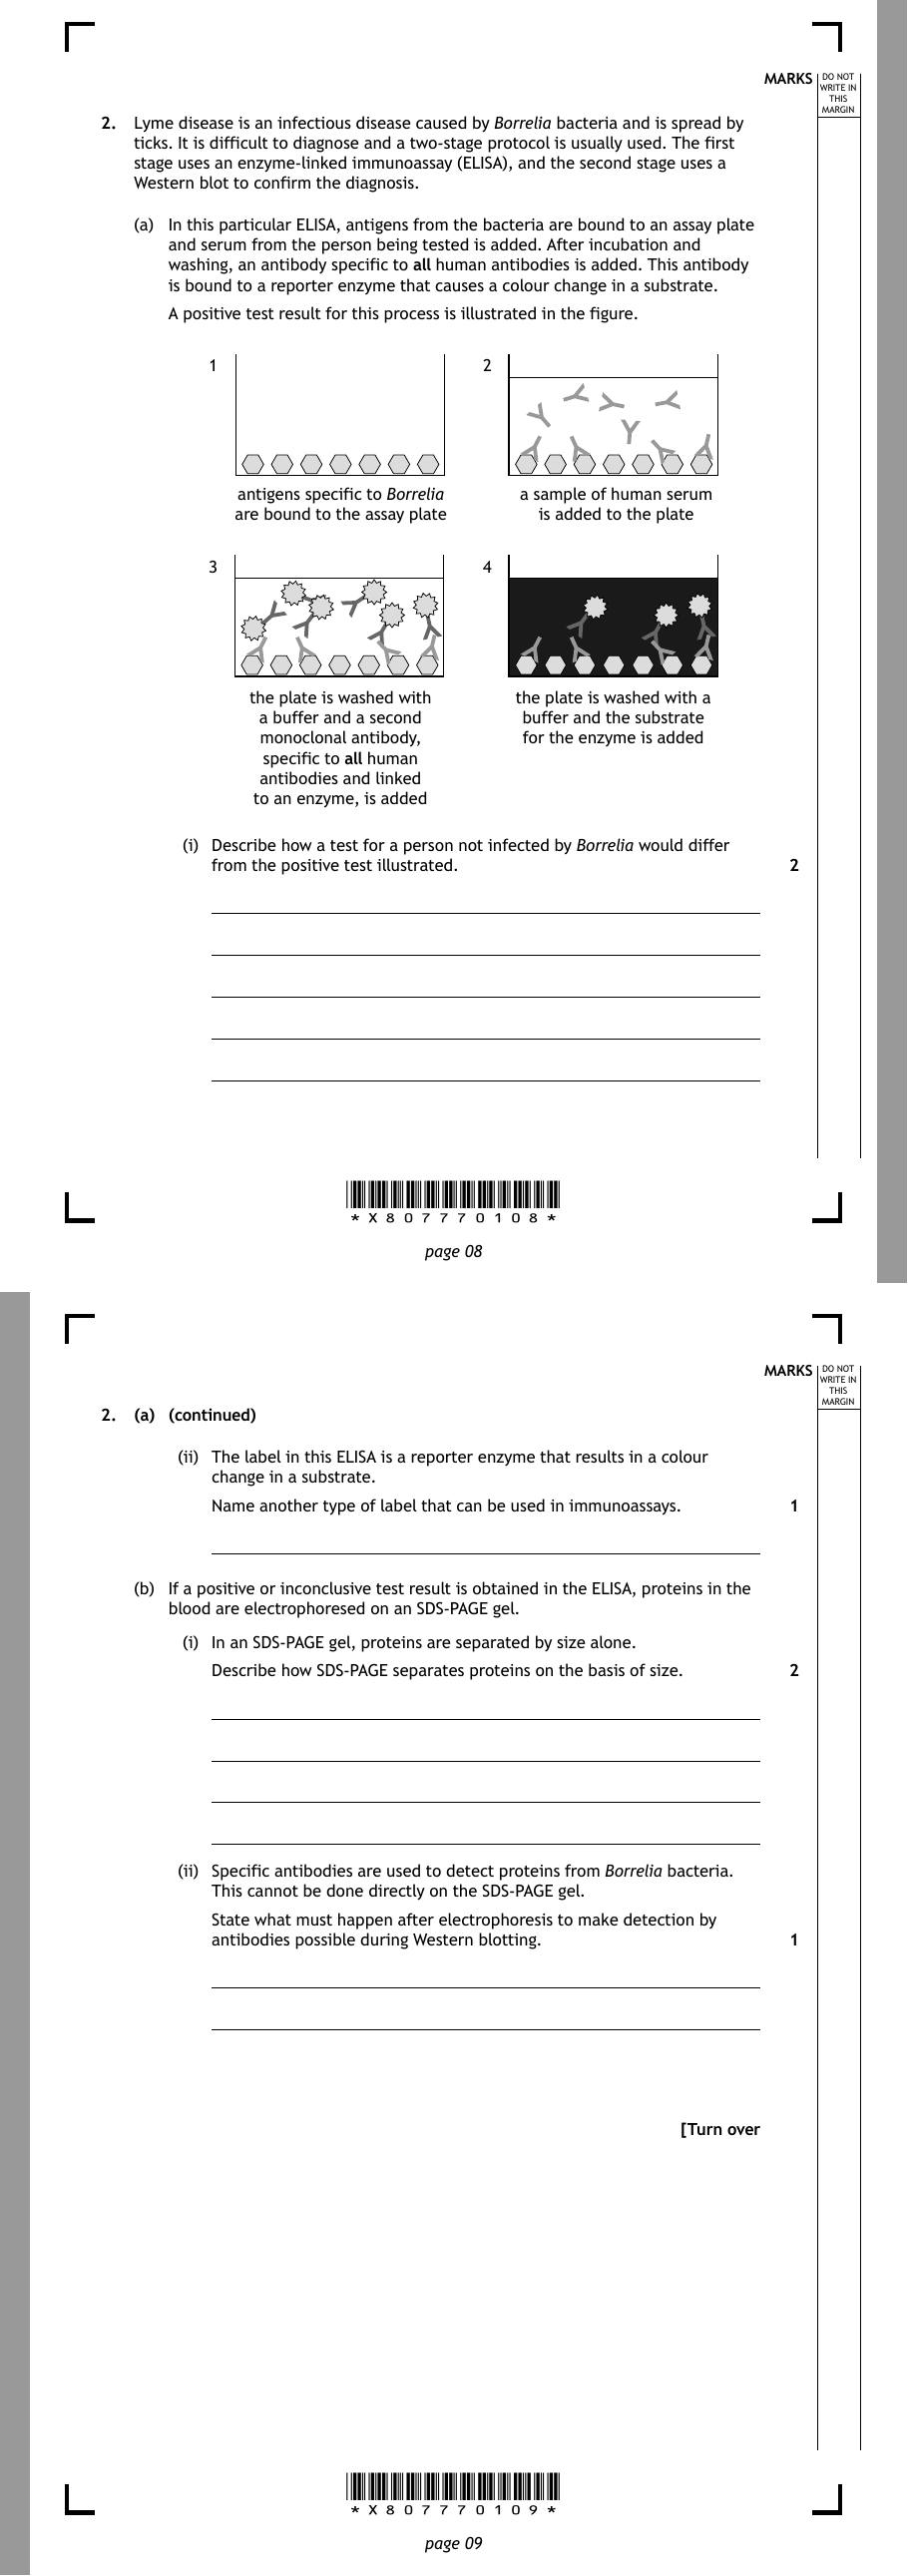 MARKS
DO NOT
WRITE IN
THIS
MARGIN
2. Lyme disease is an infectious disease caused by Borrelia bacteria and is spread by
ticks. It is difficult to diagnose and a two-stage protocol is usually used. The first
stage uses an enzyme-linked immunoassay (ELISA), and the second stage uses a
Western blot to confirm the diagnosis.
(a) In this particular ELISA, antigens from the bacteria are bound to an assay plate
and serum from the person being tested is added. After incubation and
washing, an antibody specific to all human antibodies is added. This antibody
is bound to a reporter enzyme that causes a colour change in a substrate.
A positive test result for this process is illustrated in the figure.
1
antigens specific to Borrelia
are bound to the assay plate
2
a sample of human serum
is added to the plate
3
the plate is washed with
a buffer and a second
monoclonal antibody,
specific to all human
antibodies and linked
to an enzyme, is added
4
the plate is washed with a
buffer and the substrate
for the enzyme is added
(i) Describe how a test for a person not infected by Borrelia would differ
from the positive test illustrated. 2
* X 8 0 7 7 7 0 1 0 8 *
page 08
MARKS
DO NOT
WRITE IN
THIS
MARGIN
2. (a) (continued)
(ii) The label in this ELISA is a reporter enzyme that results in a colour
change in a substrate.
Name another type of label that can be used in immunoassays. 1
(b) If a positive or inconclusive test result is obtained in the ELISA, proteins in the
blood are electrophoresed on an SDS-PAGE gel.
(i) In an SDS-PAGE gel, proteins are separated by size alone.
Describe how SDS-PAGE separates proteins on the basis of size. 2
(ii) Specific antibodies are used to detect proteins from Borrelia bacteria.
This cannot be done directly on the SDS-PAGE gel.
State what must happen after electrophoresis to make detection by
antibodies possible during Western blotting. 1
[Turn over
* X 8 0 7 7 7 0 1 0 9 *
page 09